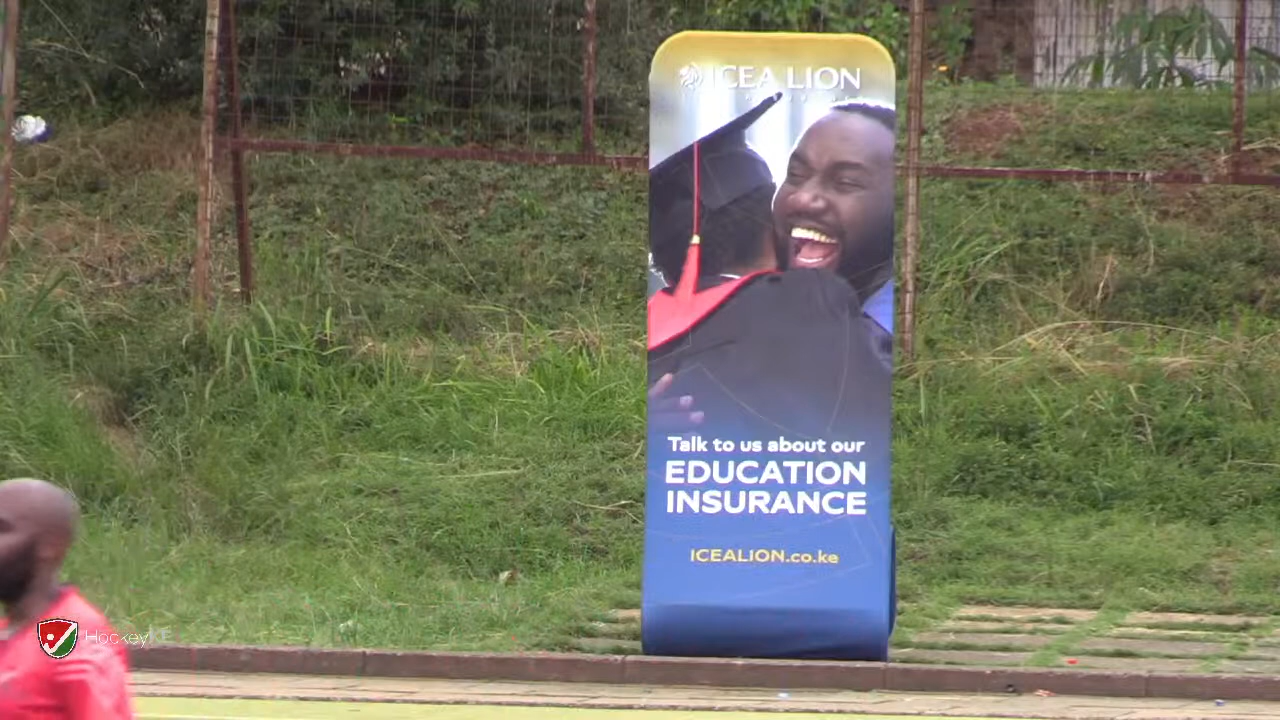 ICEA LION
Talk to us about our
EDUCATION
INSURANCE
ICEALION.co.ke
HockeyKE